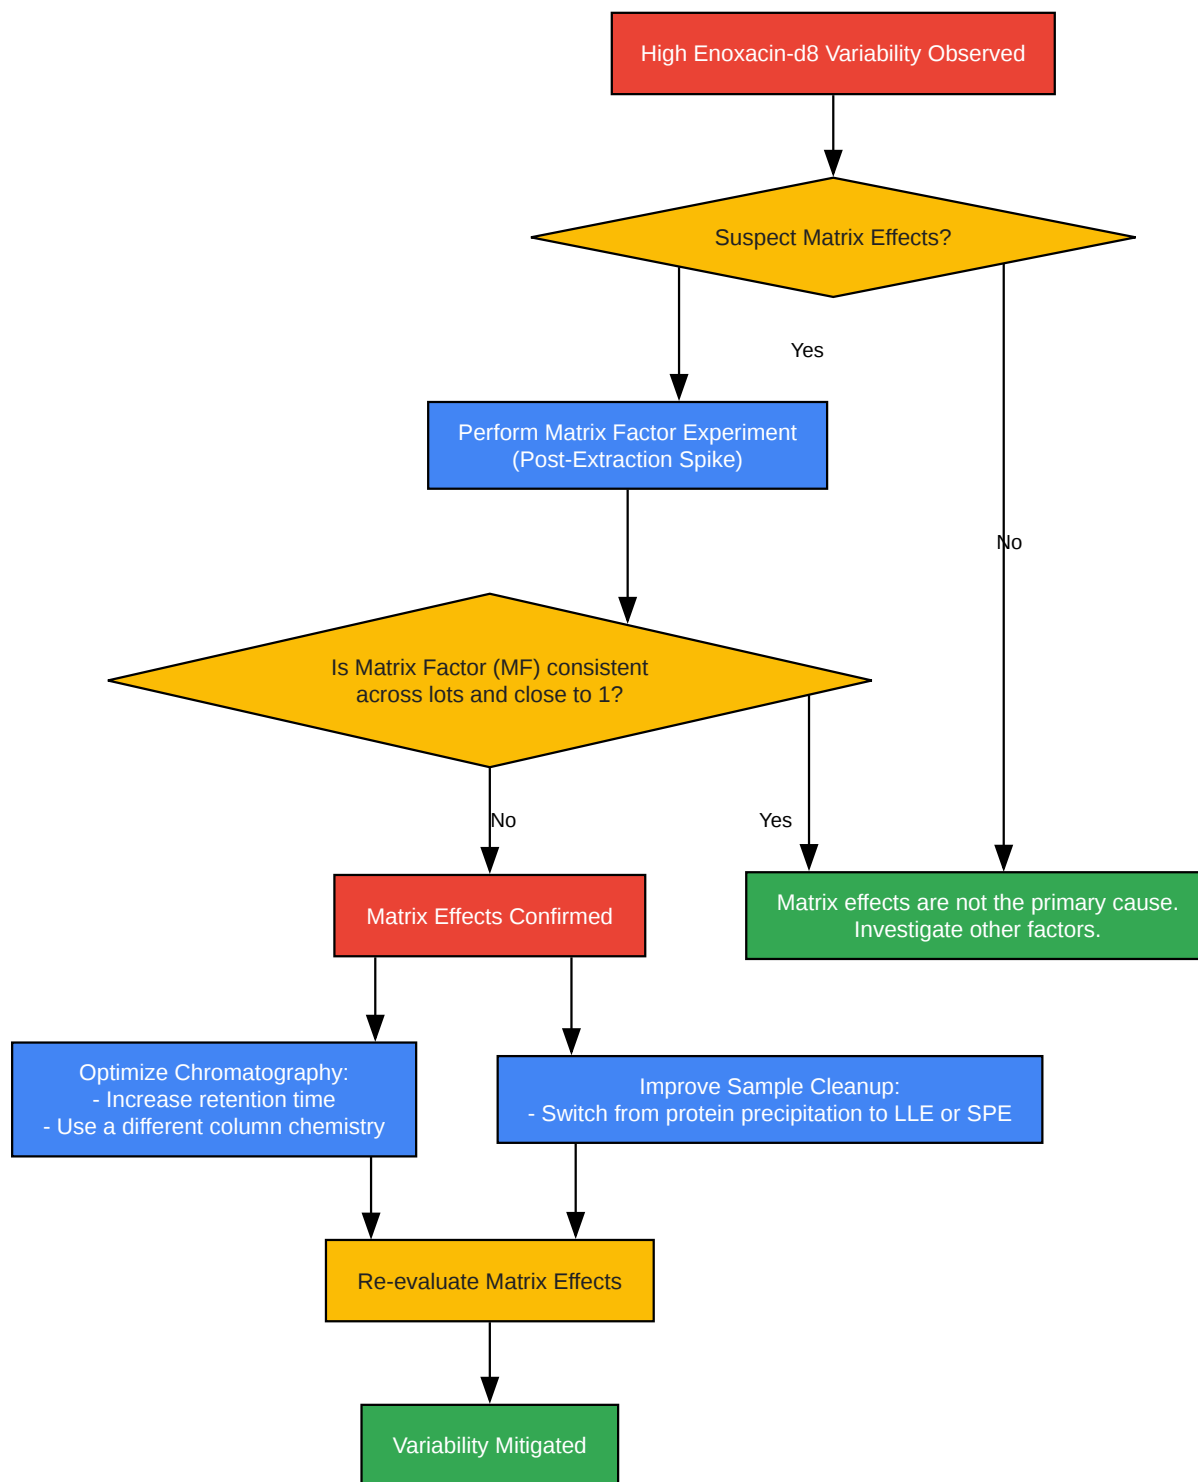 High Enoxacin-d8 Variability Observed
Suspect Matrix Effects?
Yes
Perform Matrix Factor Experiment
(Post-Extraction Spike)
No
Is Matrix Factor (MF) consistent
across lots and close to 1?
No
Yes
Matrix Effects Confirmed
Matrix effects are not the primary cause.
Investigate other factors.
Optimize Chromatography:
- Increase retention time
- Use a different column chemistry
Improve Sample Cleanup:
- Switch from protein precipitation to LLE or SPE
Re-evaluate Matrix Effects
Variability Mitigated